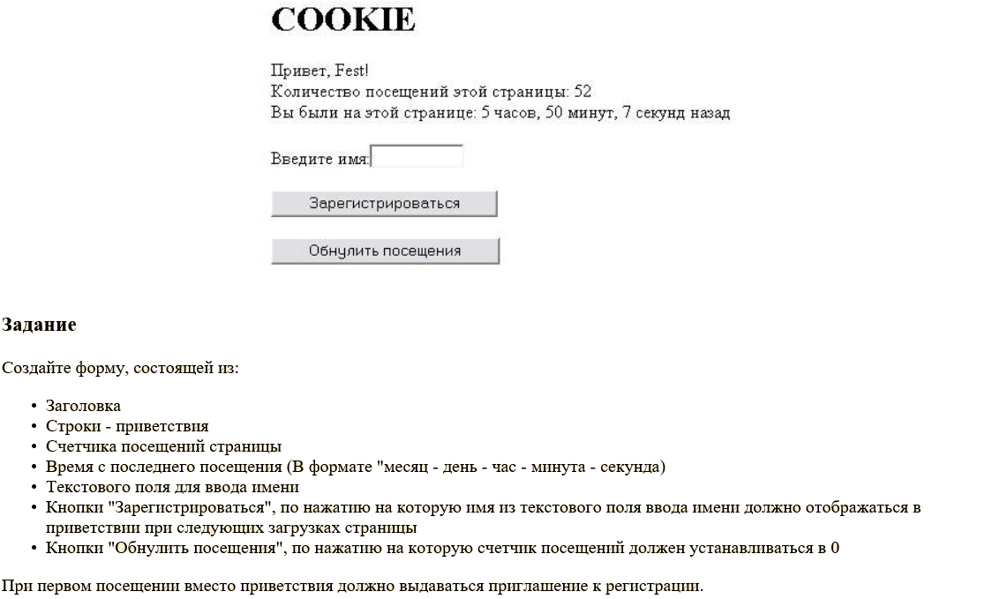 COOKIE
Привет, Fest!
Количество посещений этой страницы: 52
Вы были на этой странице: 5 часов, 50 минут, 7 секунд назад
Введите имя:
Зарегистрироваться
Обнулить посещения
Задание
Создайте форму, состоящей из:
• Заголовка
• Строки - приветствия
• Счетчика посещений страницы
• Время с последнего посещения (В формате "месяц - день - час - минута - секунда)
• Текстового поля для ввода имени
• Кнопки "Зарегистрироваться", по нажатию на которую имя из текстового поля ввода имени должно отображаться в
приветствии при следующих загрузках страницы
• Кнопки "Обнулить посещения", по нажатию на которую счетчик посещений должен устанавливаться в 0
При первом посещении вместо приветствия должно выдаваться приглашение к регистрации.